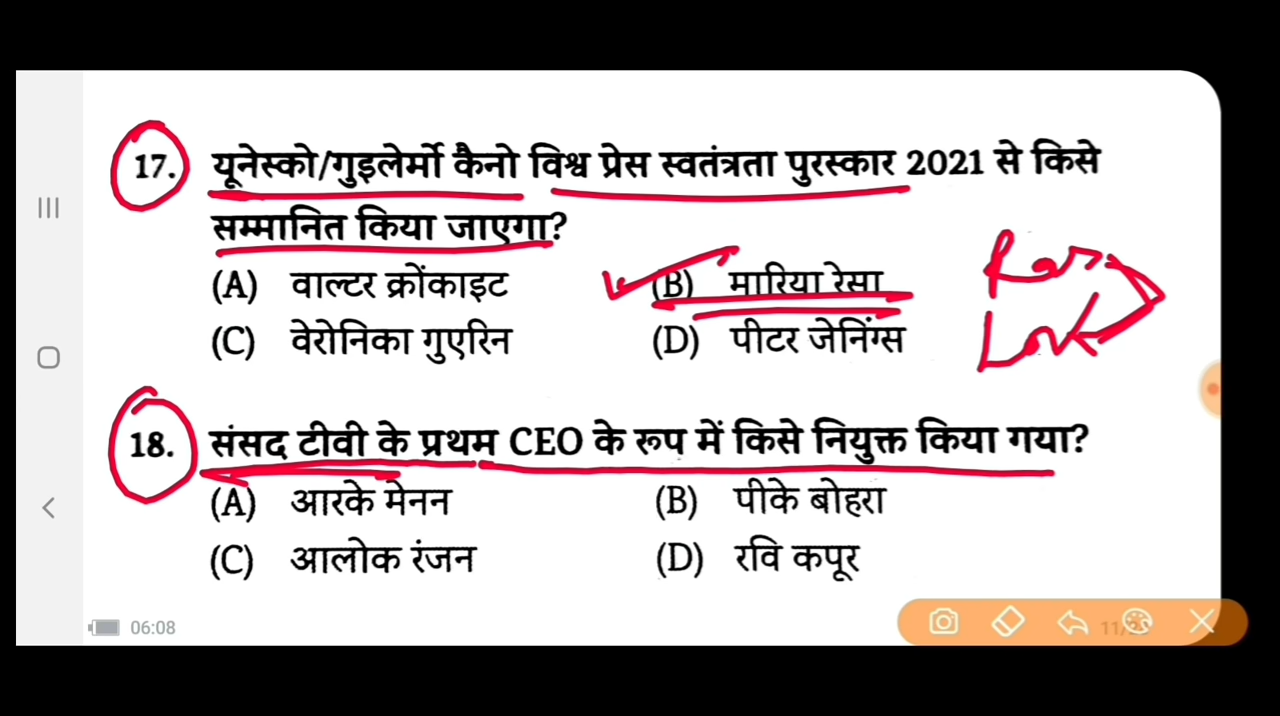 17. यूनेस्को/गुइलेर्मो कैनो विश्व प्रेस स्वतंत्रता पुरस्कार 2021 से किसे
सम्मानित किया जाएगा?
(A) वाल्टर क्रोंकाइट (B) मारिया रेसा
(C) वेरोनिका गुएरिन (D) पीटर जेनिंग्स
18. संसद टीवी के प्रथम CEO के रूप में किसे नियुक्त किया गया?
(A) आरके मेनन (B) पीके बोहरा
(C) आलोक रंजन (D) रवि कपूर
06:08